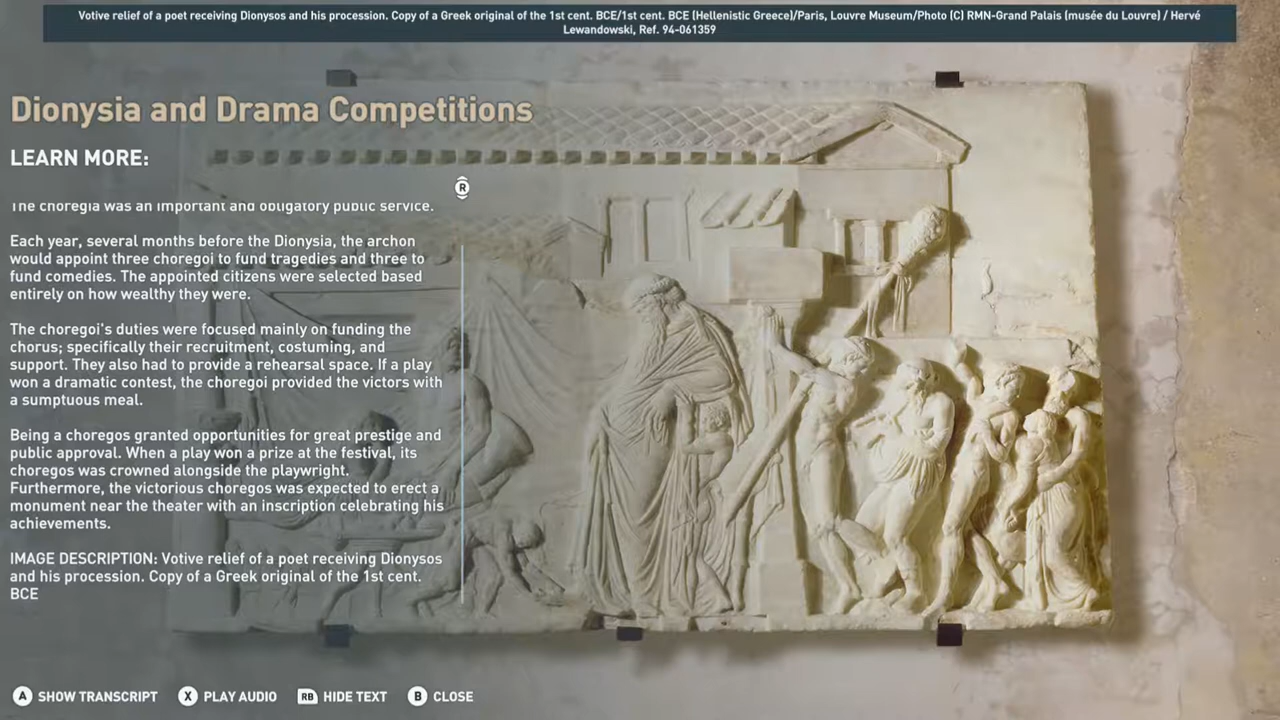 Votive relief of a poet receiving Dionysos and his procession. Copy of a Greek original of the 1st cent. BCE/1st cent. BCE (Hellenistic Greece)/Paris, Louvre Museum/Photo (C) RMN-Grand Palais (musée du Louvre) / Hervé
Lewandowski, Ref. 94-061359
Dionysia and Drama Competitions
LEARN MORE:
R
The choregia was an important and obligatory public service.
Each year, several months before the Dionysia, the archon
would appoint three choregoi to fund tragedies and three to
fund comedies. The appointed citizens were selected based
entirely on how wealthy they were.
The choregoi's duties were focused mainly on funding the
chorus; specifically their recruitment, costuming, and
support. They also had to provide a rehearsal space. If a play
won a dramatic contest, the choregoi provided the victors with
a sumptuous meal.
Being a choregos granted opportunities for great prestige and
public approval. When a play won a prize at the festival, its
choregos was crowned alongside the playwright.
Furthermore, the victorious choregos was expected to erect a
monument near the theater with an inscription celebrating his
achievements.
IMAGE DESCRIPTION: Votive relief of a poet receiving Dionysos
and his procession. Copy of a Greek original of the 1st cent.
BCE
A SHOW TRANSCRIPT X PLAY AUDIO RB HIDE TEXT B CLOSE